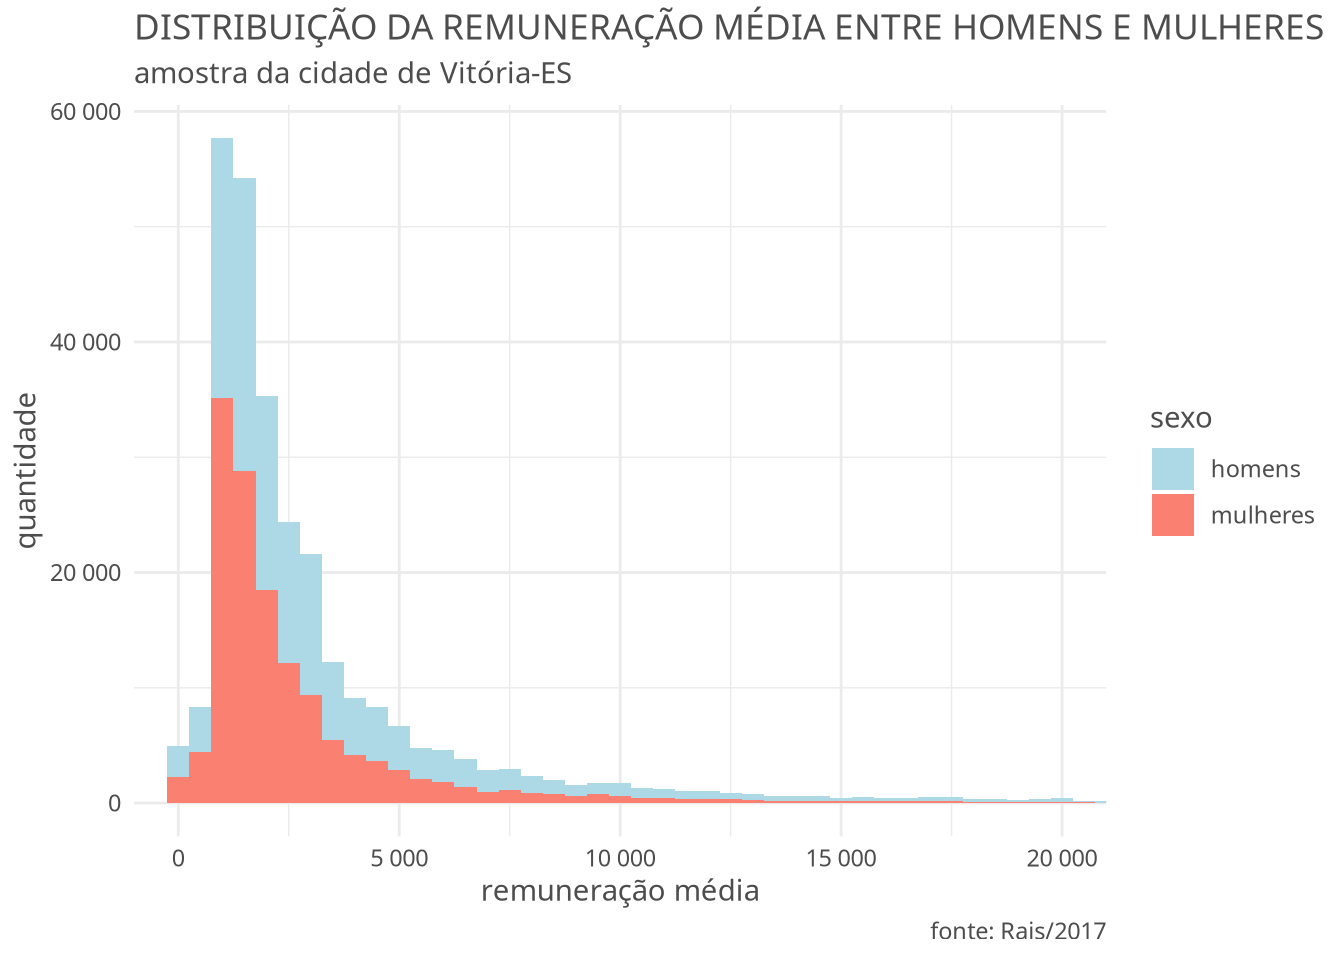 DISTRIBUIÇÃO DA REMUNERAÇÃO MÉDIA ENTRE HOMENS E MULHERES
amostra da cidade de Vitória-ES
60 000
40 000
20 000
0
quantidade
0 5 000 10 000 15 000 20 000
remuneração média
sexo
homens
mulheres
fonte: Rais/2017